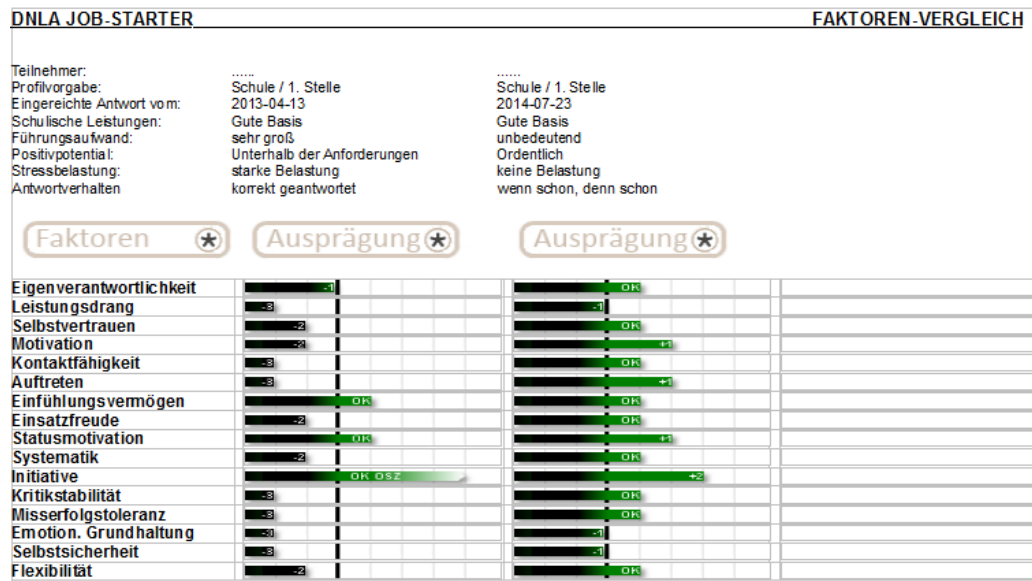 DNLA JOB-STARTER FAKTOREN-VERGLEICH
Teilnehmer: ...... ......
Profilvorgabe: Schule / 1. Stelle Schule / 1. Stelle
Eingereichte Antwort vom: 2013-04-13 2014-07-23
Schulische Leistungen: Gute Basis Gute Basis
Führungsaufwand: sehr groß unbedeutend
Positivpotential: Unterhalb der Anforderungen Ordentlich
Stressbelastung: starke Belastung keine Belastung
Antwortverhalten korrekt geantwortet wenn schon, denn schon
Faktoren * Ausprägung * Ausprägung *
Eigenverantwortlichkeit -1 OK
Leistungsdrang -3 -1
Selbstvertrauen -2 OK
Motivation -2 +1
Kontaktfähigkeit -3 OK
Auftreten -3 +1
Einfühlungsvermögen OK OK
Einsatzfreude -2 OK
Statusmotivation OK +1
Systematik -2 OK
Initiative OK OSZ +2
Kritikstabilität -3 OK
Misserfolgstoleranz -3 OK
Emotion. Grundhaltung -3 -1
Selbstsicherheit -3 -1
Flexibilität -2 OK